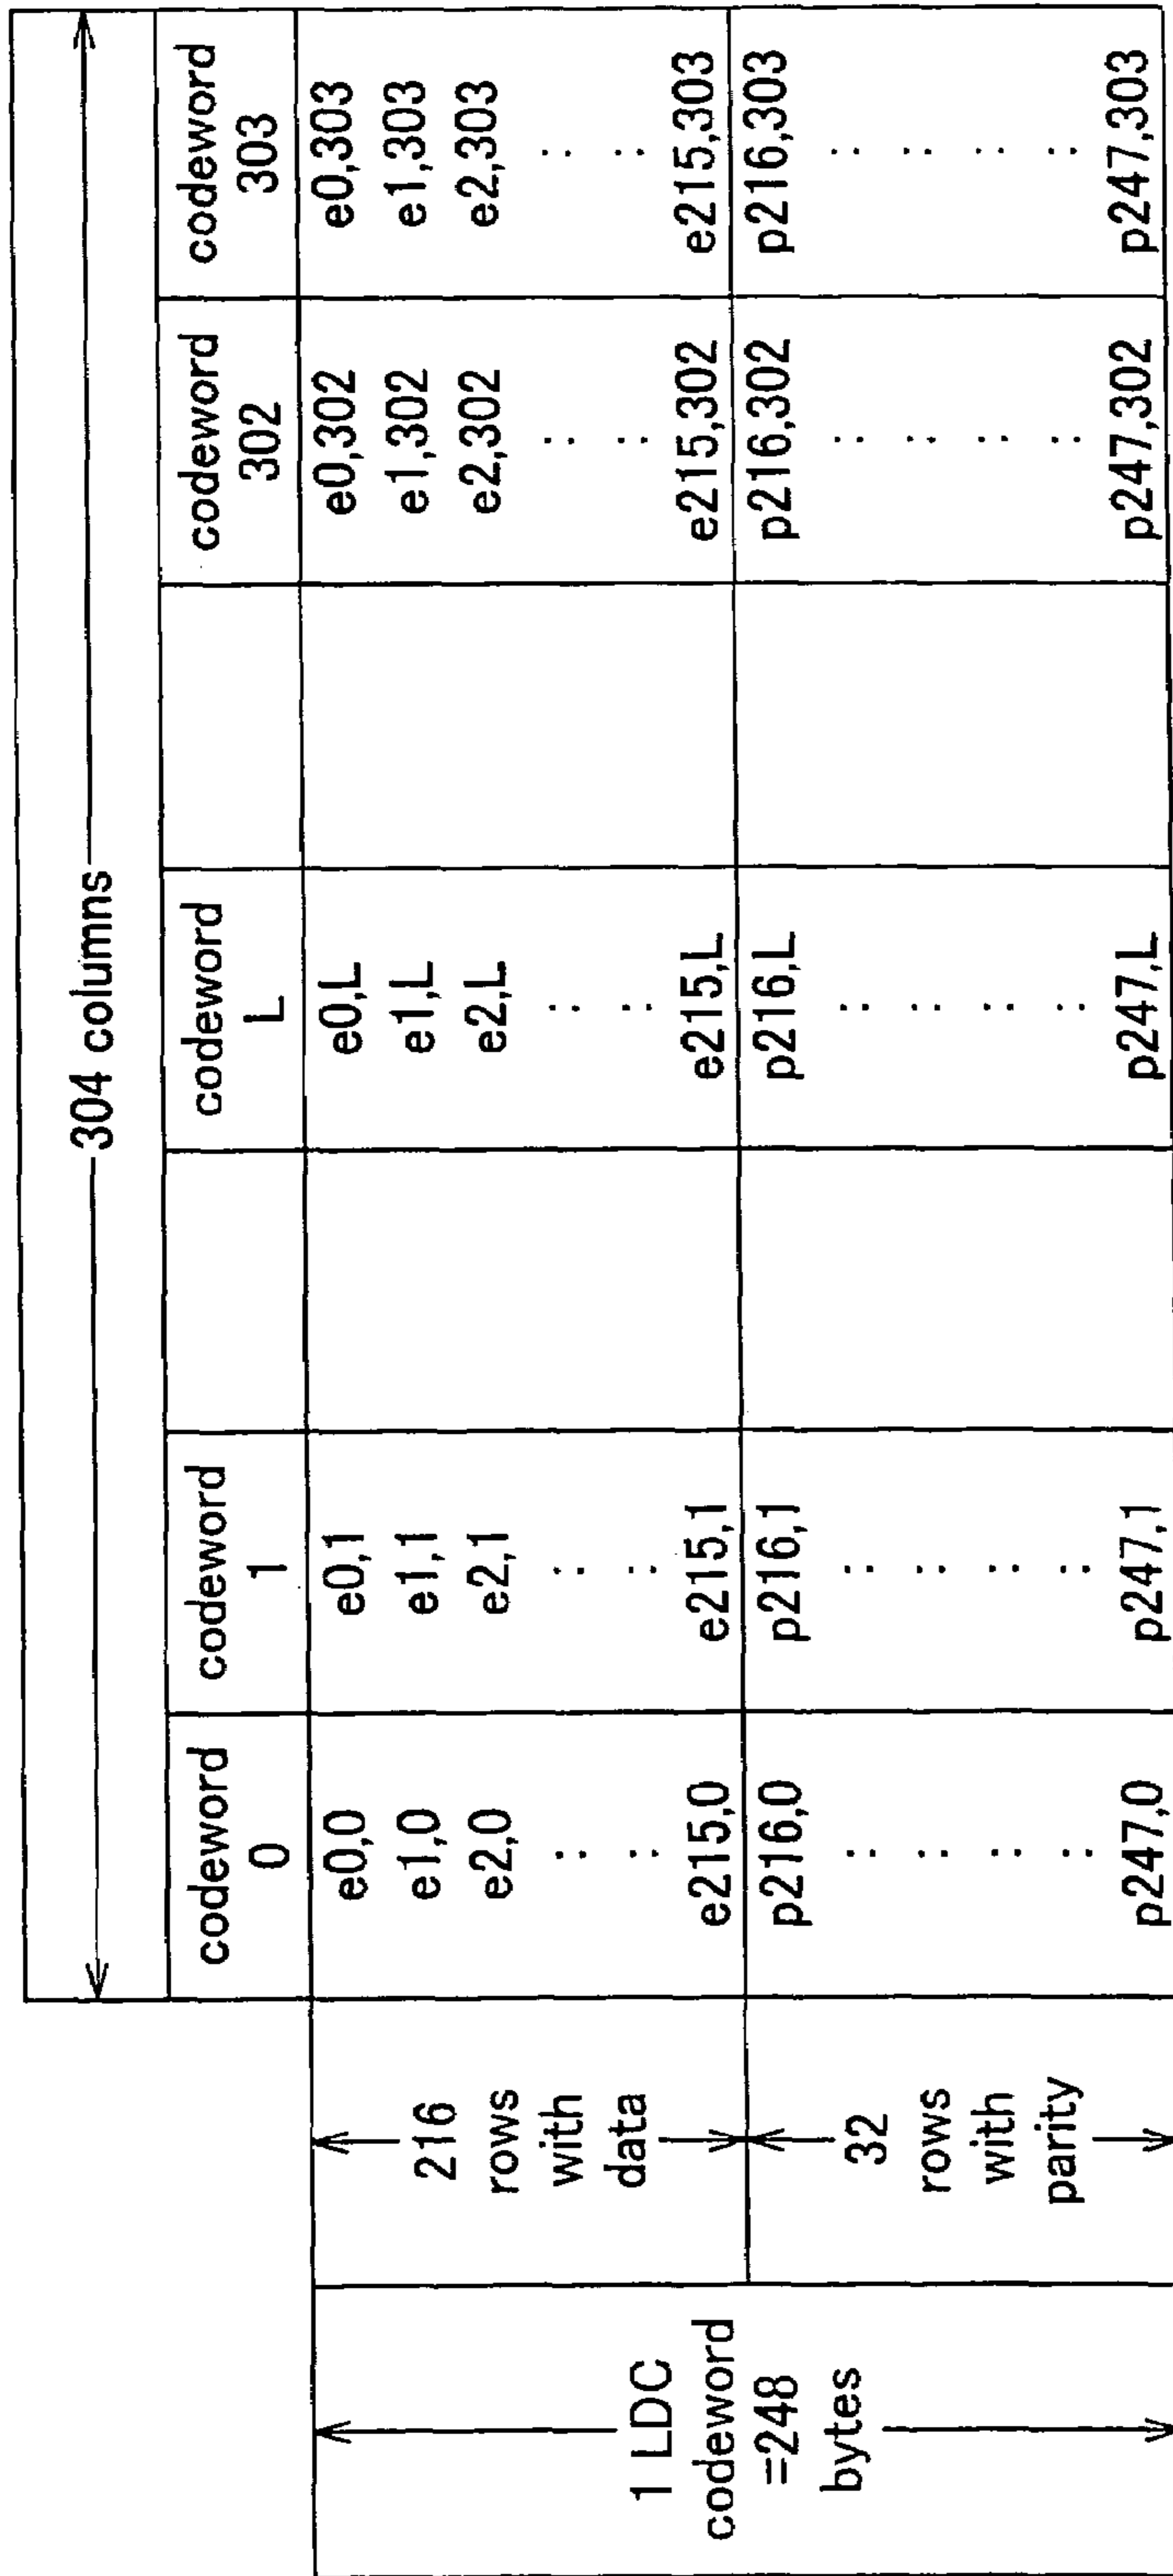 304 columns
codeword 0
codeword 1
codeword L
codeword 302
codeword 303
1 LDC
codeword
=248
bytes
216
rows
with
data
e0,0 e0,1 e0,L e0,302 e0,303
e1,0 e1,1 e1,L e1,302 e1,303
e2,0 e2,1 e2,L e2,302 e2,303
: : : : :
: : : : :
e215,0 e215,1 e215,L e215,302 e215,303
32
rows
with
parity
p216,0 p216,1 p216,L p216,302 p216,303
: : : : :
: : : : :
: : : : :
: : : : :
p247,0 p247,1 p247,L p247,302 p247,303